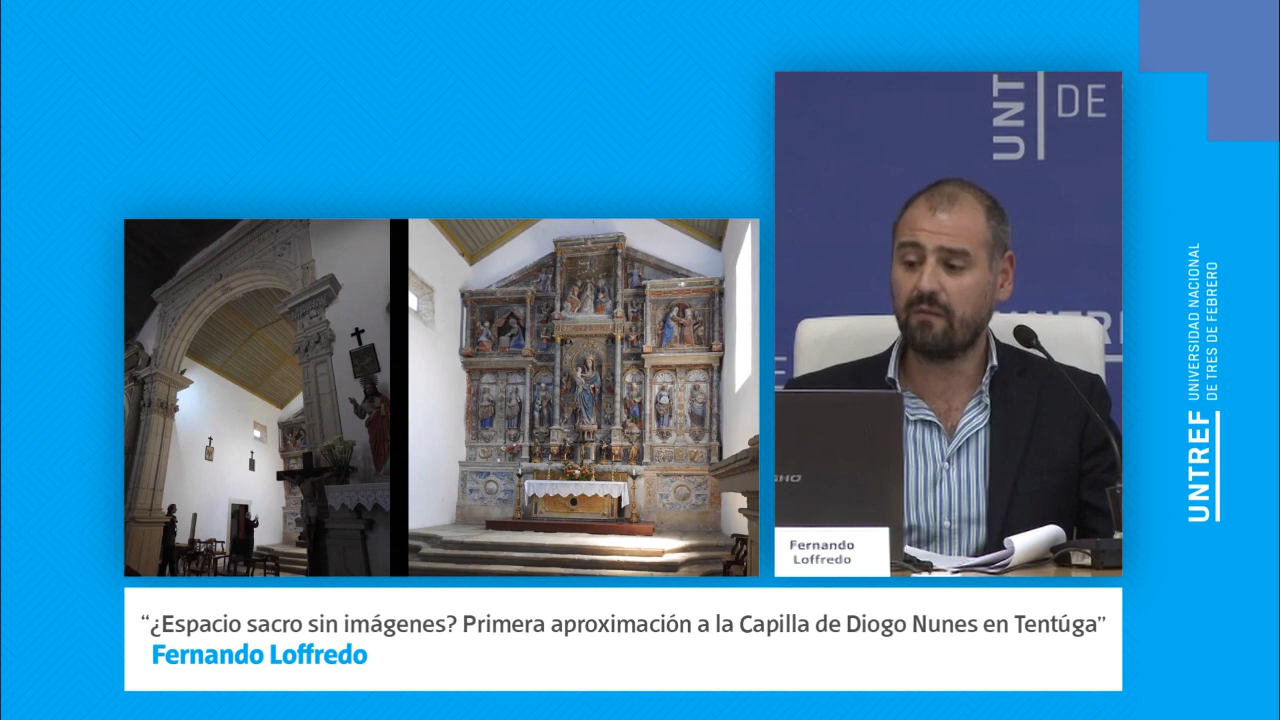 UNT
DE
Fernando
Loffredo
“¿Espacio sacro sin imágenes? Primera aproximación a la Capilla de Diogo Nunes en Tentúga”
Fernando Loffredo
UNTREF
UNIVERSIDAD NACIONAL
DE TRES DE FEBRERO